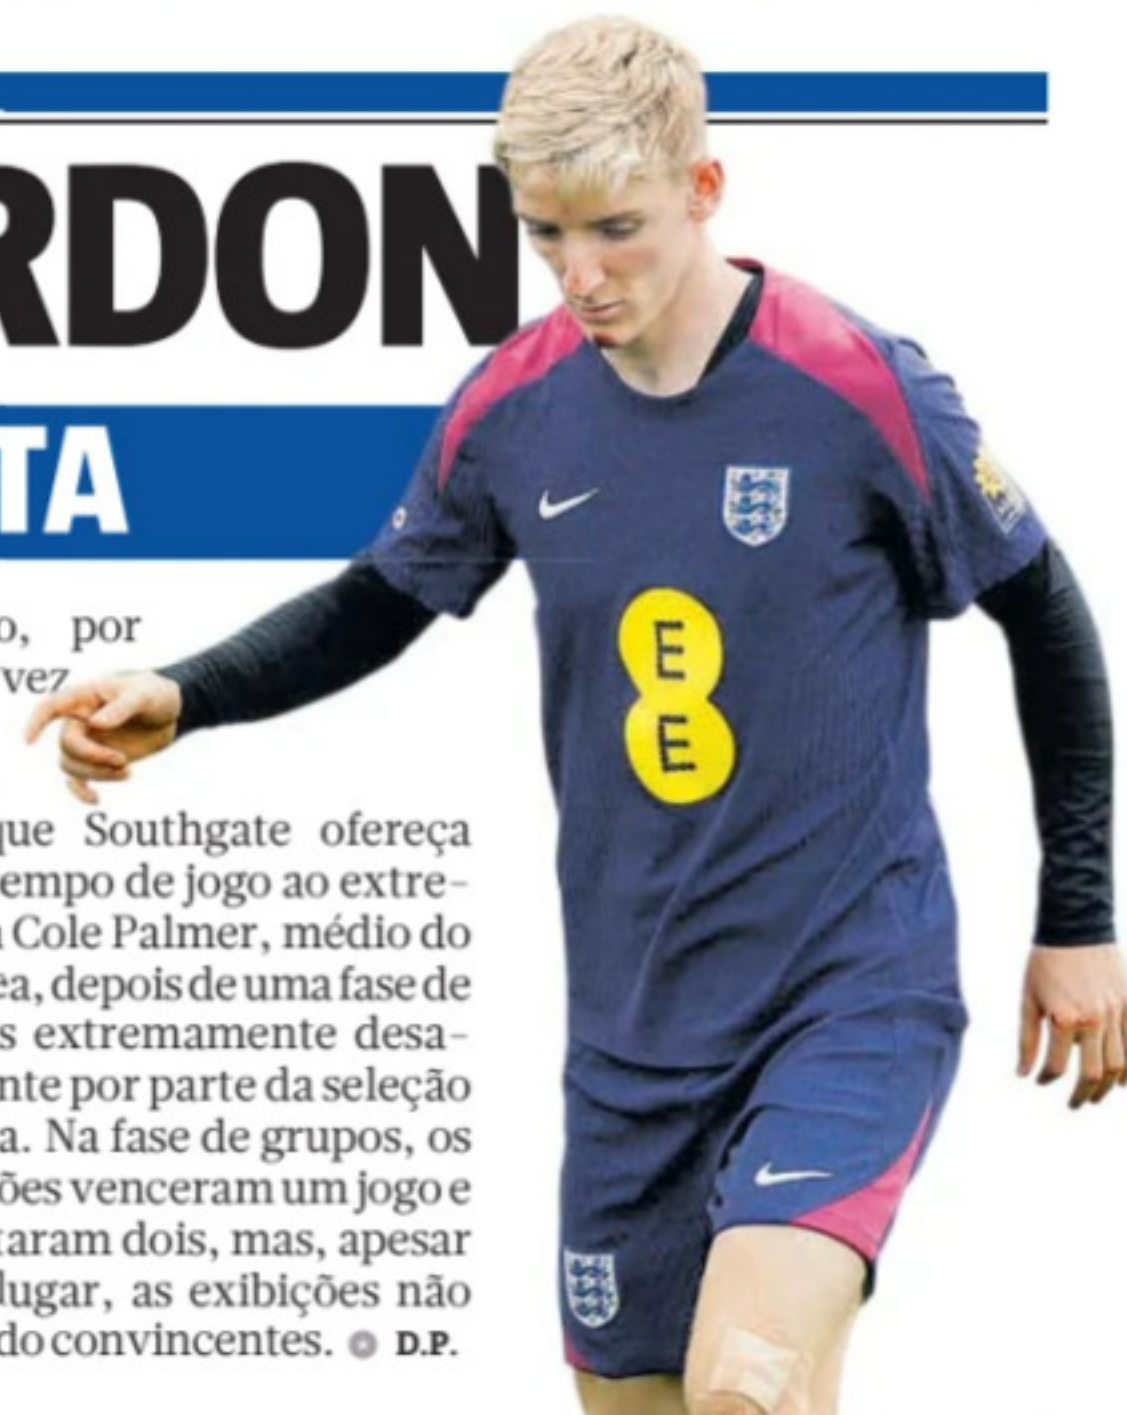 RDON
TA
o, por
vez
que Southgate ofereça
empo de jogo ao extre-
Cole Palmer, médio do
ea, depois de uma fase de
s extremamente desa-
nte por parte da seleção
a. Na fase de grupos, os
ões venceram um jogo e
taram dois, mas, apesar
lugar, as exibições não
do convincentes. D.P.
E
E